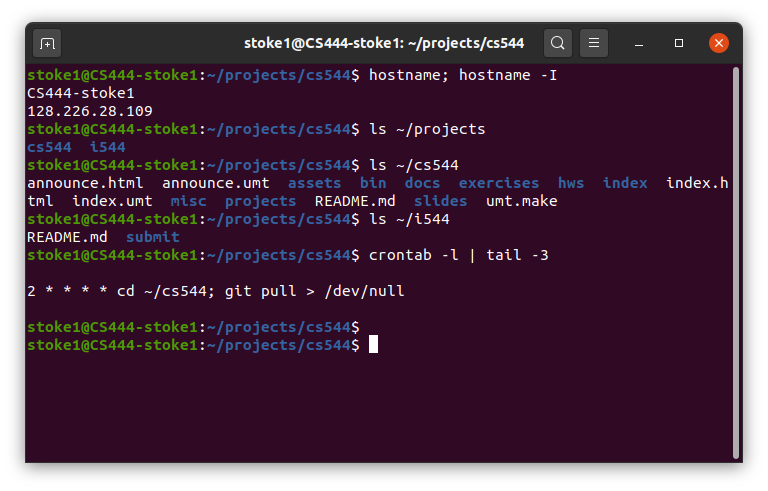 stoke1@CS444-stoke1: ~/projects/cs544
stoke1@CS444-stoke1:~/projects/cs544$ hostname; hostname -I
CS444-stoke1
128.226.28.109
stoke1@CS444-stoke1:~/projects/cs544$ ls ~/projects
cs544  i544
stoke1@CS444-stoke1:~/projects/cs544$ ls ~/cs544
announce.html  announce.umt  assets  bin  docs  exercises  hws  index  index.h
tml  index.umt  misc  projects  README.md  slides  umt.make
stoke1@CS444-stoke1:~/projects/cs544$ ls ~/i544
README.md  submit
stoke1@CS444-stoke1:~/projects/cs544$ crontab -l | tail -3
2 * * * * cd ~/cs544; git pull > /dev/null
stoke1@CS444-stoke1:~/projects/cs544$
stoke1@CS444-stoke1:~/projects/cs544$